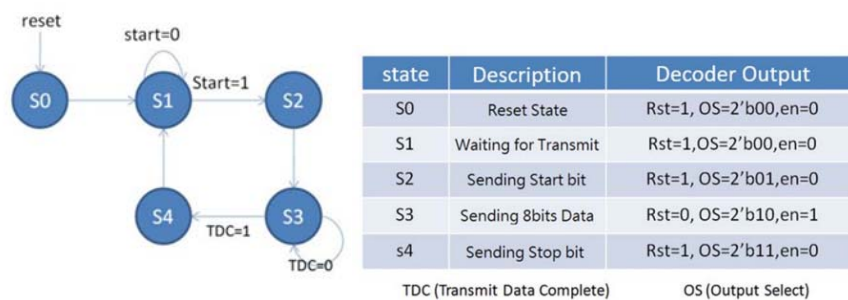 reset
start=0
S0
S1
Start=1
S2
S4
TDC=1
S3
TDC=0
state Description Decoder Output
S0 Reset State Rst=1, OS=2'b00,en=0
S1 Waiting for Transmit Rst=1,OS=2'b00,en=0
S2 Sending Start bit Rst=1, OS=2'b01,en=0
S3 Sending 8bits Data Rst=0, OS=2'b10,en=1
s4 Sending Stop bit Rst=1, OS=2'b11,en=0
TDC (Transmit Data Complete) OS (Output Select)